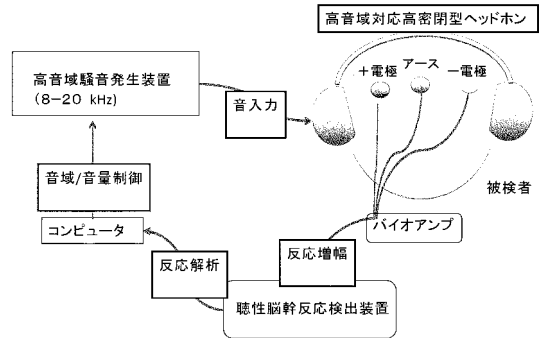 高音域対応高密閉型ヘッドホン
高音域騒音発生装置
(8−20 kHz)
+電極
アース
−電極
音入力
音域/音量制御
被検者
コンピュータ
バイオアンプ
反応解析
反応増幅
聴性脳幹反応検出装置